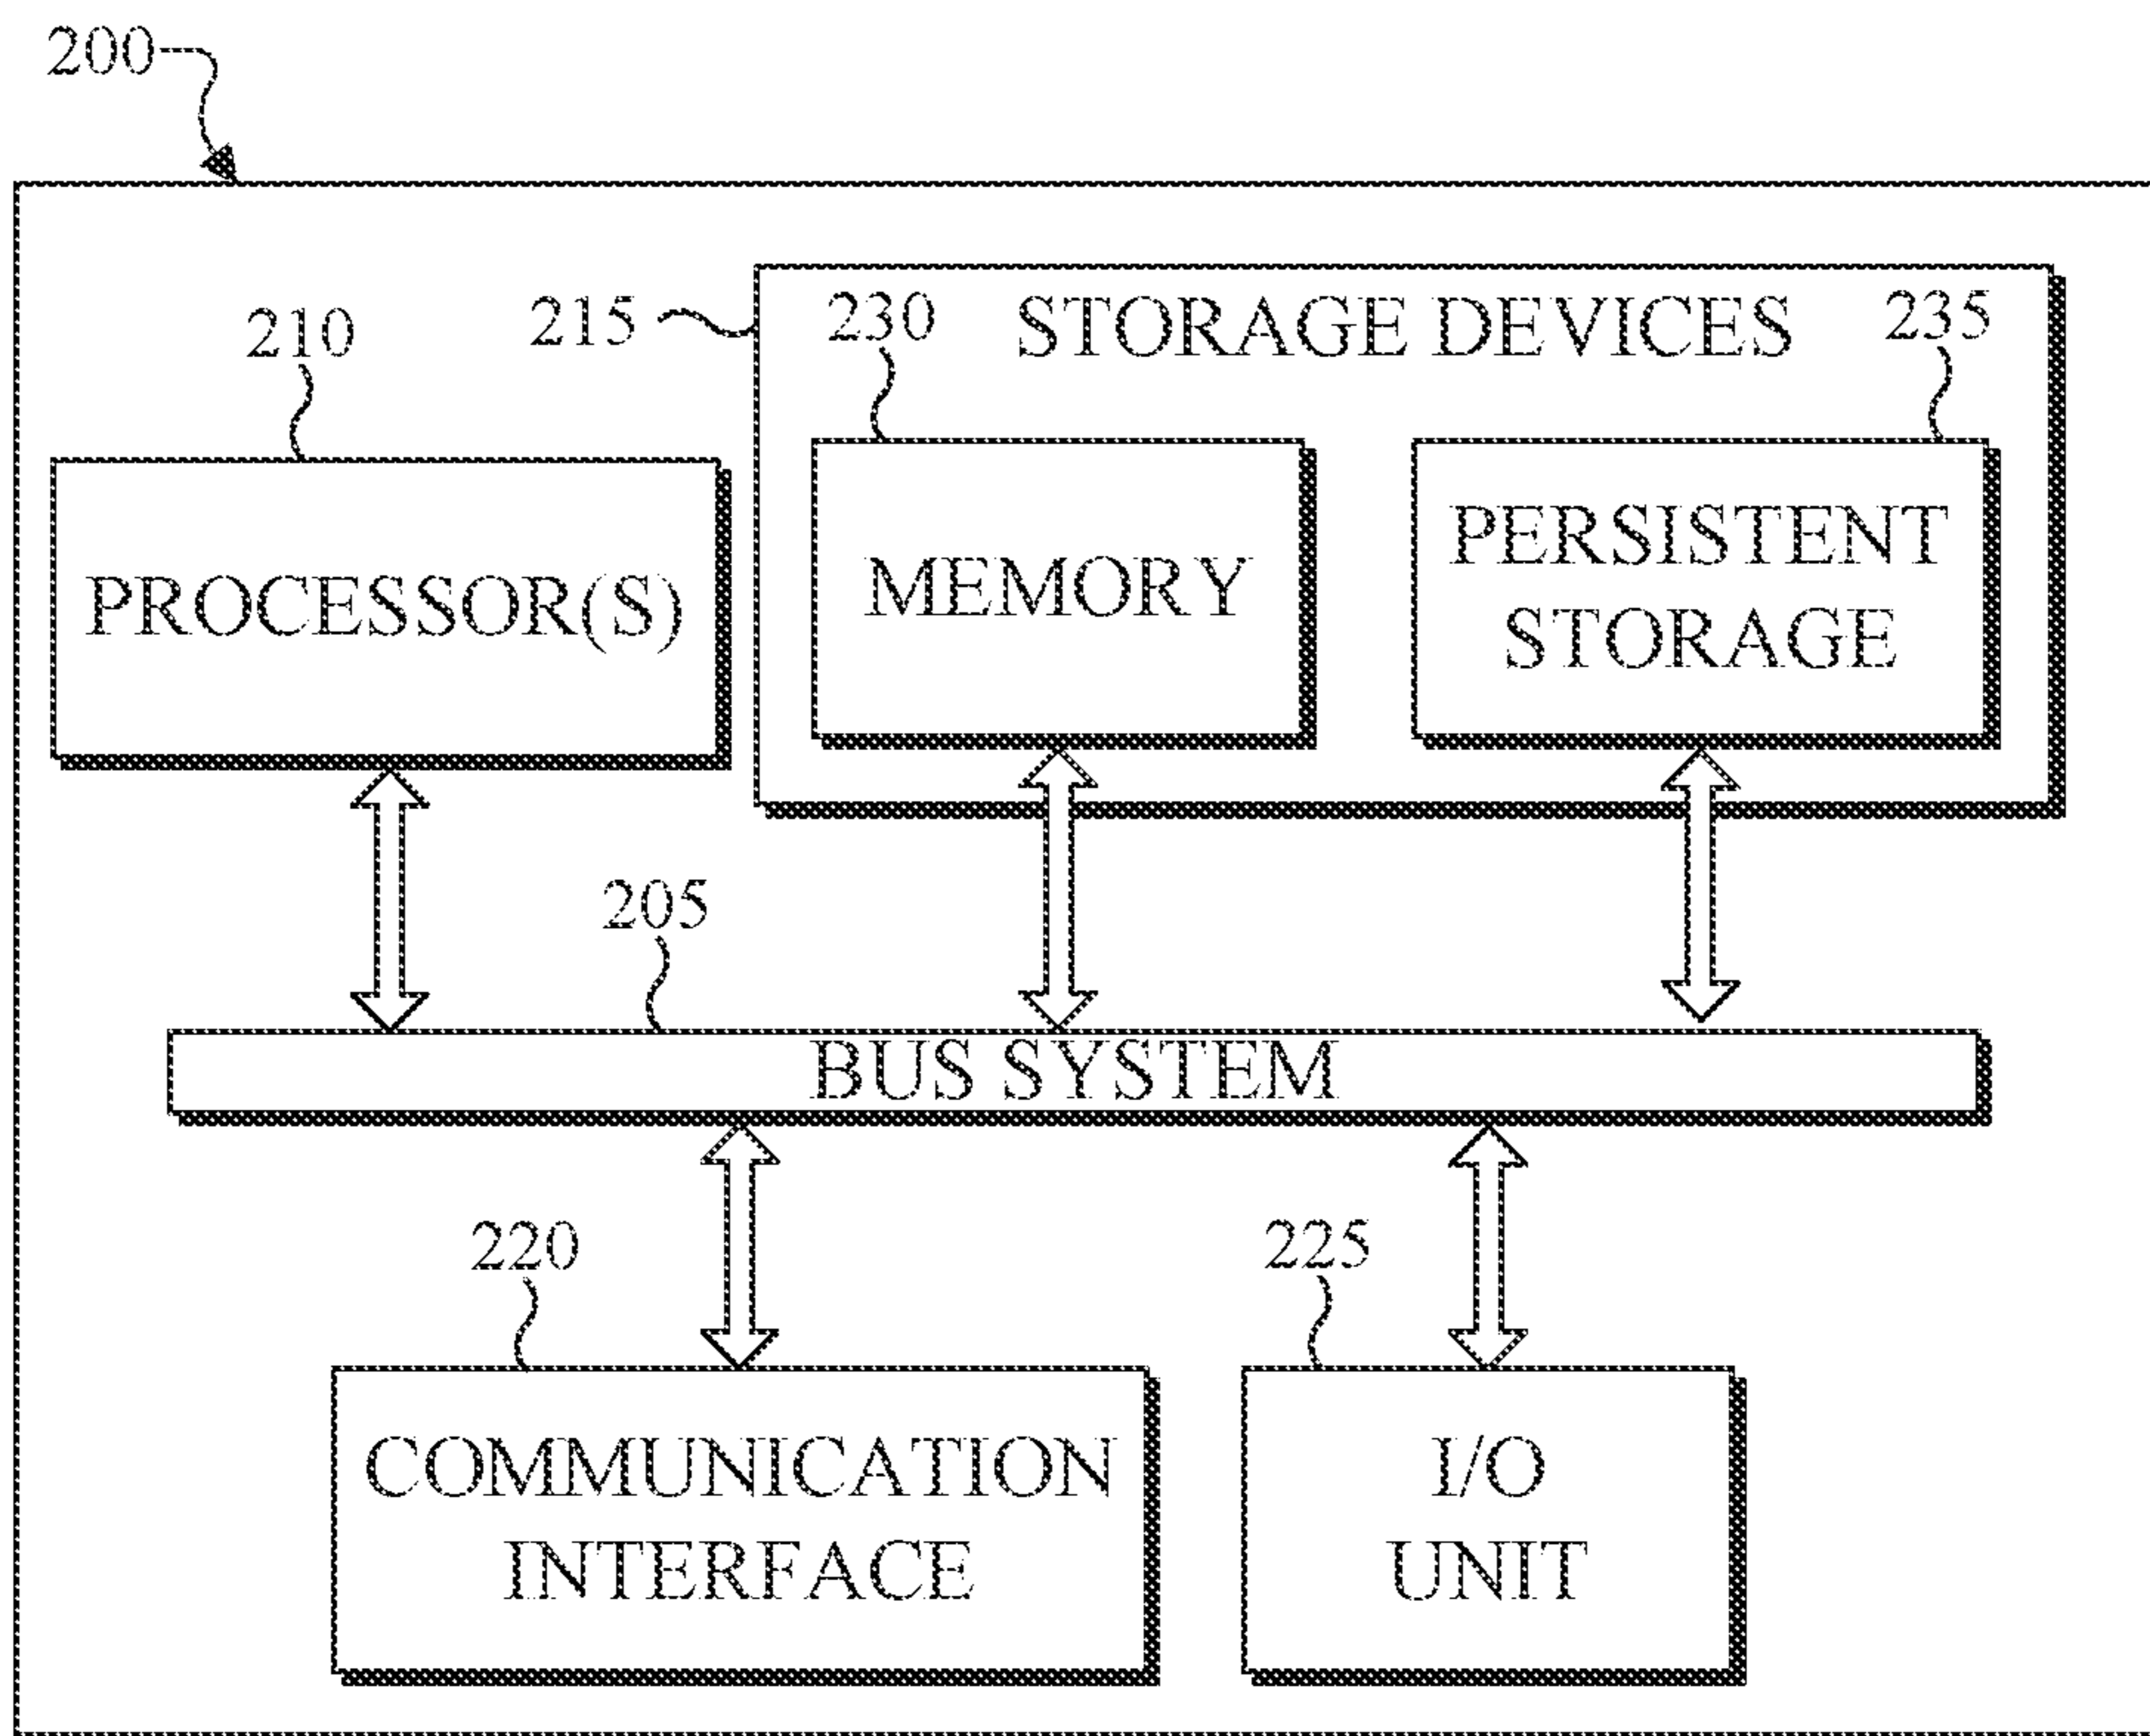 200
210
215
230
STORAGE DEVICES
235
PROCESSOR(S)
MEMORY
PERSISTENT
STORAGE
205
BUS SYSTEM
220
225
COMMUNICATION
INTERFACE
I/O
UNIT